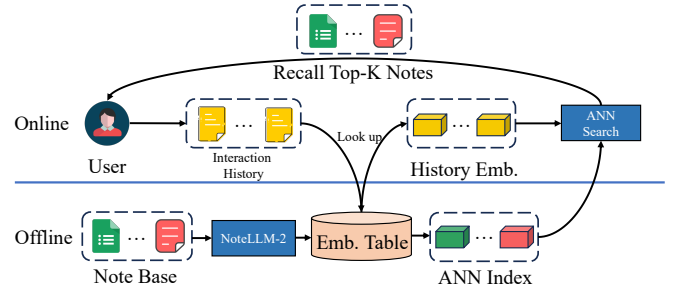 Recall Top-K Notes
Online
User
Interaction
History
Look up
History Emb.
ANN
Search
Offline
NoteLLM-2
Emb. Table
Note Base
ANN Index